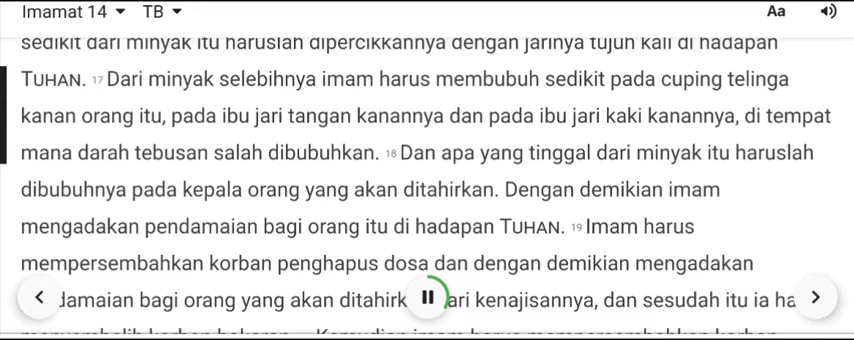 Imamat 14 TB Aa
sedikit dari minyak itu haruslah dipercikkannya dengan jarinya tujuh kali di hadapan
TUHAN. 17 Dari minyak selebihnya imam harus membubuh sedikit pada cuping telinga
kanan orang itu, pada ibu jari tangan kanannya dan pada ibu jari kaki kanannya, di tempat
mana darah tebusan salah dibubuhkan. 18 Dan apa yang tinggal dari minyak itu haruslah
dibubuhnya pada kepala orang yang akan ditahirkan. Dengan demikian imam
mengadakan pendamaian bagi orang itu di hadapan TUHAN. 19 Imam harus
mempersembahkan korban penghapus dosa dan dengan demikian mengadakan
damaian bagi orang yang akan ditahirk ari kenajisannya, dan sesudah itu ia ha